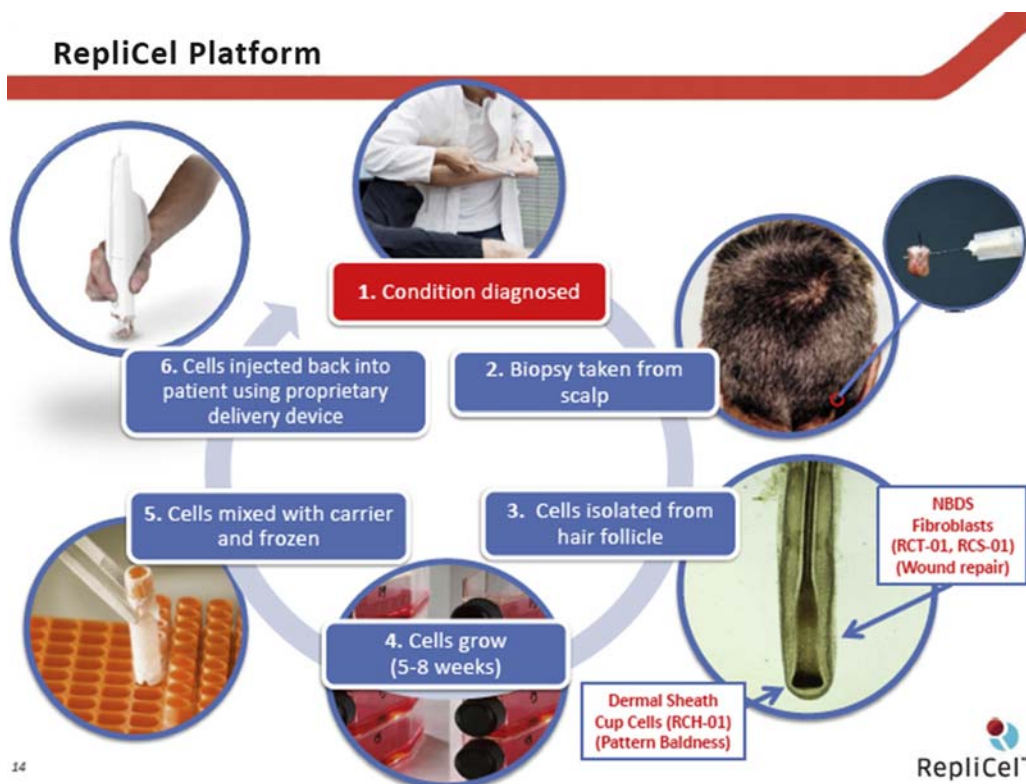 RepliCel Platform
1. Condition diagnosed
2. Biopsy taken from
scalp
3. Cells isolated from
hair follicle
NBDS
Fibroblasts
(RCT-01, RCS-01)
(Wound repair)
Dermal Sheath
Cup Cells (RCH-01)
(Pattern Baldness)
4. Cells grow
(5-8 weeks)
5. Cells mixed with carrier
and frozen
6. Cells injected back into
patient using proprietary
delivery device
14
RepliCel™